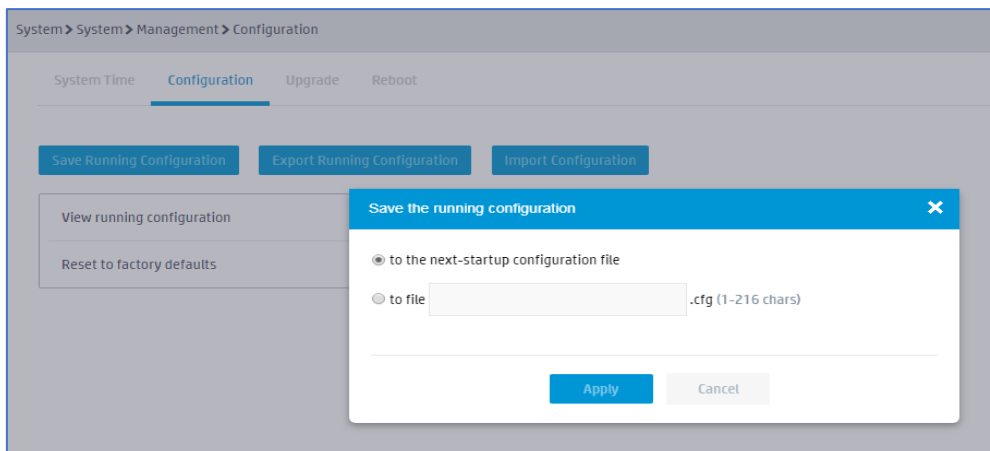 System > System > Management > Configuration
System Time Configuration Upgrade Reboot
Save Running Configuration Export Running Configuration Import Configuration
View running configuration
Reset to factory defaults
Save the running configuration
to the next-startup configuration file
to file .cfg (1-216 chars)
Apply Cancel